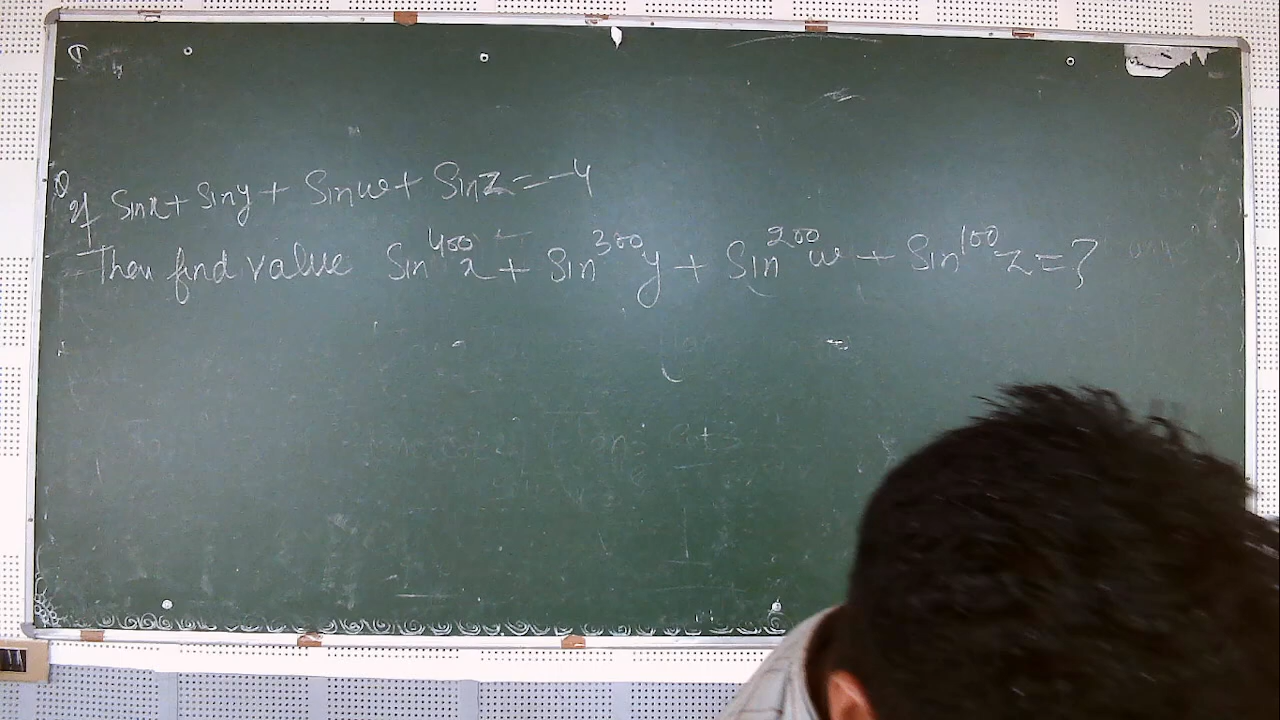 Q If Sinx + Siny + Sinw + Sinz = -4
Then find value Sin⁴⁰⁰x + Sin³⁰⁰y + Sin²⁰⁰w + Sin¹⁰⁰z = ?